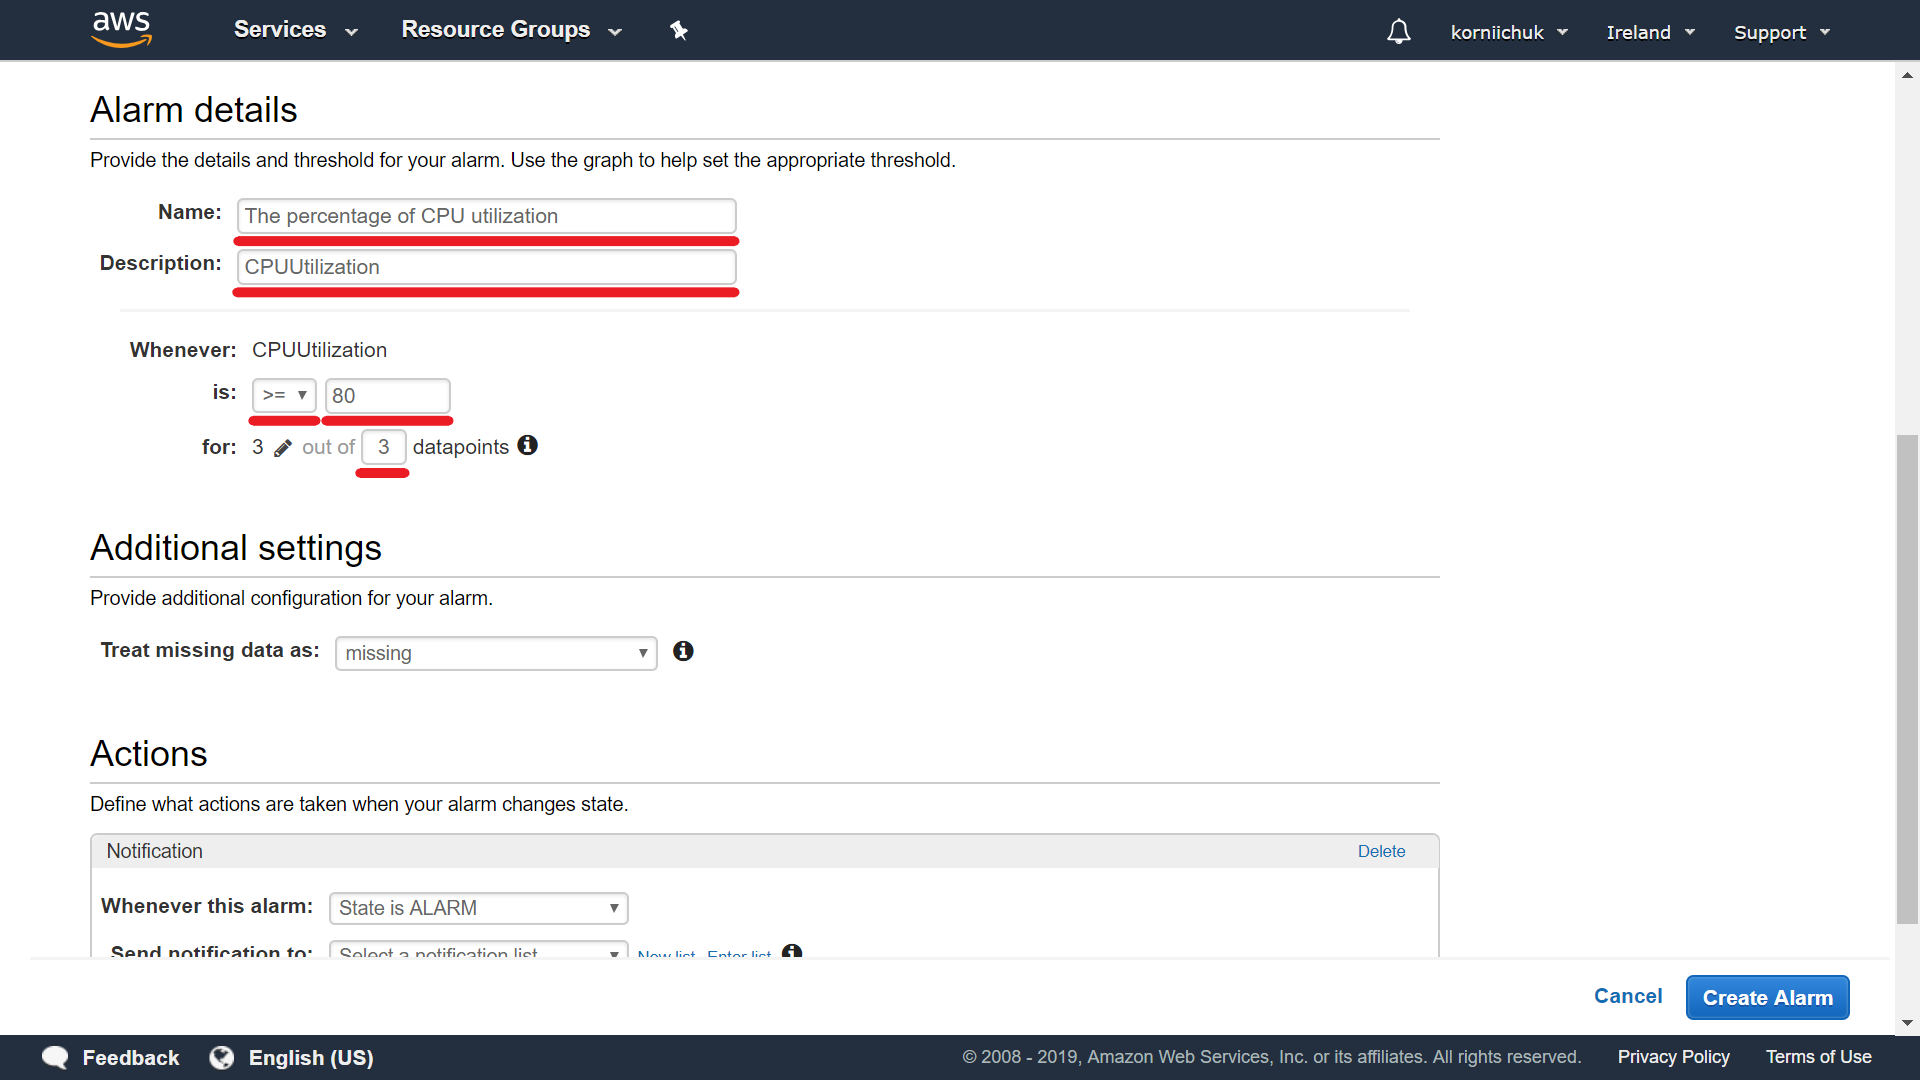 aws Services Resource Groups korniichuk Ireland Support
Alarm details
Provide the details and threshold for your alarm. Use the graph to help set the appropriate threshold.
Name: The percentage of CPU utilization
Description: CPUUtilization
Whenever: CPUUtilization
is: >= 80
for: 3 out of 3 datapoints
Additional settings
Provide additional configuration for your alarm.
Treat missing data as: missing
Actions
Define what actions are taken when your alarm changes state.
Notification Delete
Whenever this alarm: State is ALARM
Send notification to: Select a notification list New list Enter list
Cancel Create Alarm
Feedback English (US) © 2008 - 2019, Amazon Web Services, Inc. or its affiliates. All rights reserved. Privacy Policy Terms of Use